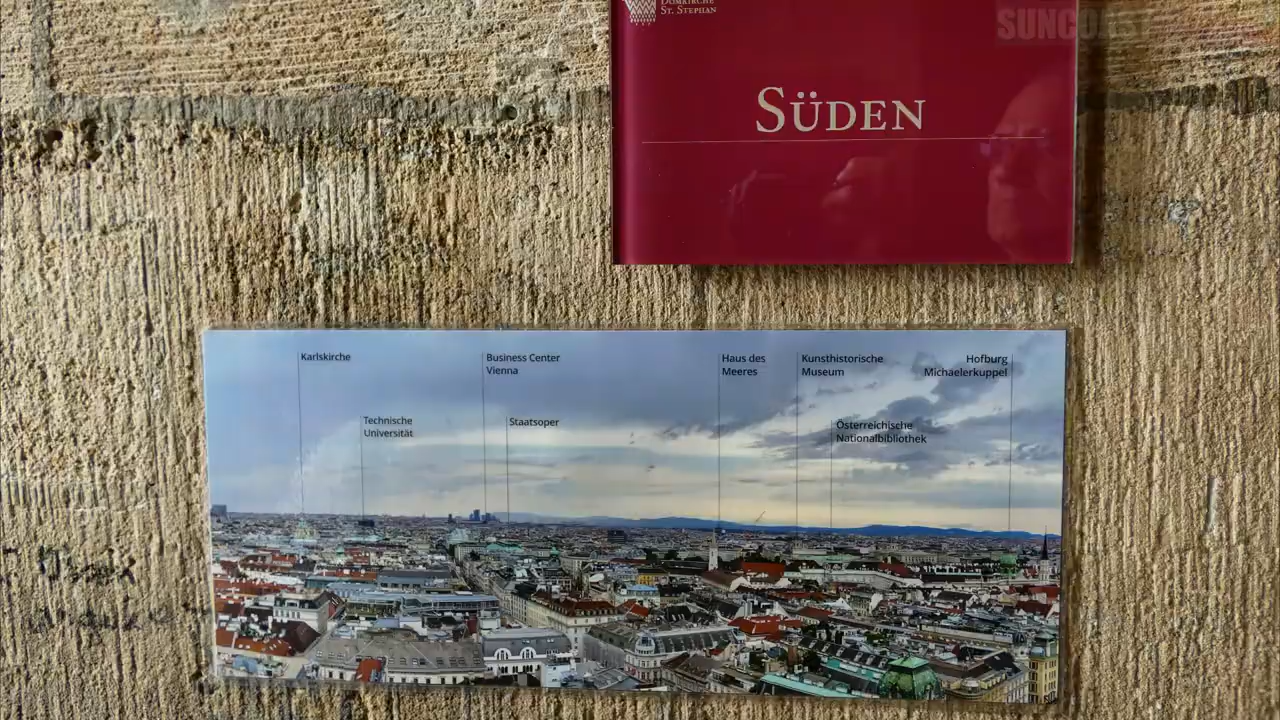 DOMKIRCHE
ST. STEPHAN
SUNCOAST
SÜDEN
Karlskirche
Business Center
Vienna
Haus des
Meeres
Kunsthistorische
Museum
Hofburg
Michaelerkuppel
Technische
Universität
Staatsoper
Österreichische
Nationalbibliothek